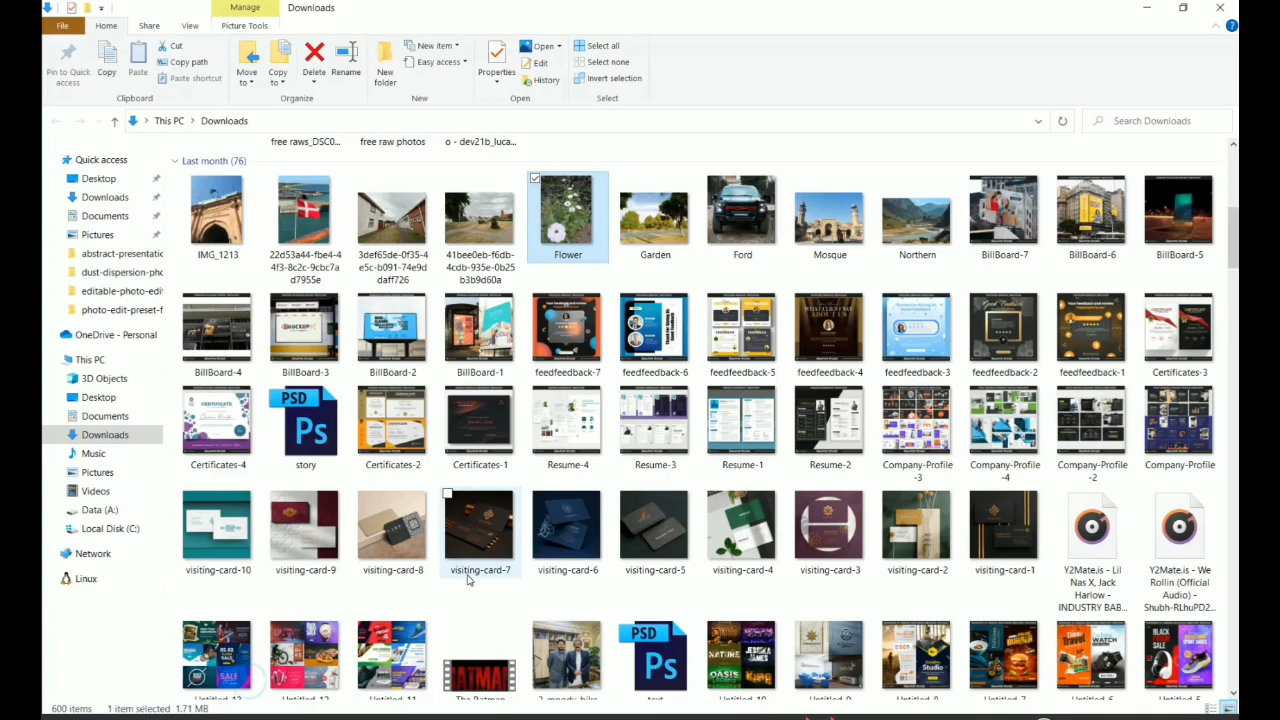 Manage
Downloads
File
Home
Share
View
Picture Tools
Pin to Quick access
Copy
Paste
Cut
Copy path
Paste shortcut
Clipboard
Move to
Copy to
Delete
Rename
Organize
New folder
New item
Easy access
New
Properties
Open
Edit
History
Open
Select all
Select none
Invert selection
Select
This PC
Downloads
Search Downloads
Quick access
Desktop
Downloads
Documents
Pictures
abstract-presentatic
dust-dispersion-phc
editable-photo-edit
photo-edit-preset-f
OneDrive - Personal
This PC
3D Objects
Desktop
Documents
Downloads
Music
Pictures
Videos
Data (A:)
Local Disk (C:)
Network
Linux
free raws_DSC0...
free raw photos
o - dev21b_luca...
Last month (76)
IMG_1213
22d53a44-fbe4-4
4f3-8c2c-9cbc7a
d7955e
3def65de-0f35-4
e5c-b091-74e9d
daff726
41bee0eb-f6db-
4cdb-935e-0b25
b3b9d60a
Flower
Garden
Ford
Mosque
Northern
BillBoard-7
BillBoard-6
BillBoard-5
BillBoard-4
BillBoard-3
BillBoard-2
BillBoard-1
feedfeedback-7
feedfeedback-6
feedfeedback-5
feedfeedback-4
feedfeedback-3
feedfeedback-2
feedfeedback-1
Certificates-3
Certificates-4
PSD
Ps
story
Certificates-2
Certificates-1
Resume-4
Resume-3
Resume-1
Resume-2
Company-Profile
-3
Company-Profile
-4
Company-Profile
-2
Company-Profile
visiting-card-10
visiting-card-9
visiting-card-8
visiting-card-7
visiting-card-6
visiting-card-5
visiting-card-4
visiting-card-3
visiting-card-2
visiting-card-1
Y2Mate.is - Lil
Nas X, Jack
Harlow -
INDUSTRY BAB...
Y2Mate.is - We
Rollin (Official
Audio) -
Shubh-RLhuPD2...
PSD
Ps
600 items
1 item selected
1.71 MB